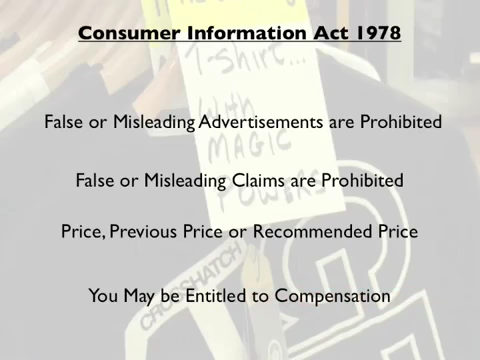 Consumer Information Act 1978
T-Shirt...
With
MAGIC
POWERS
False or Misleading Advertisements are Prohibited
False or Misleading Claims are Prohibited
Price, Previous Price or Recommended Price
CROSSHATCH
You May be Entitled to Compensation